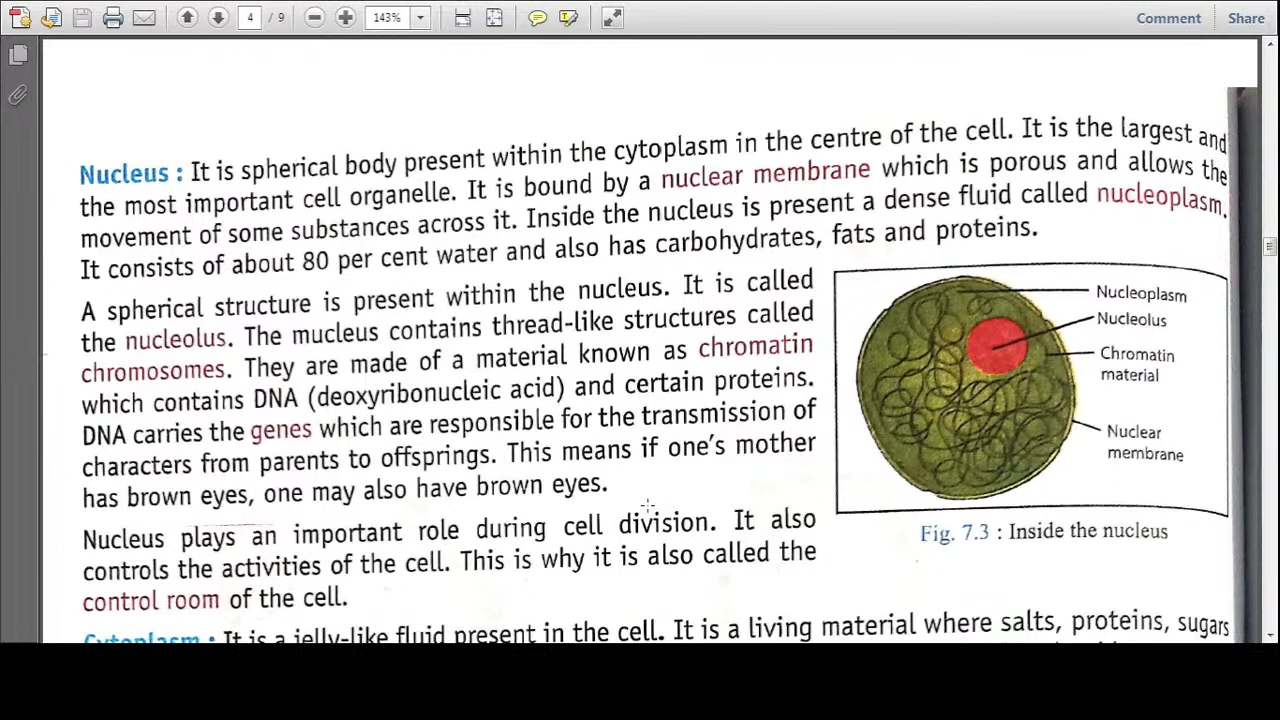 4 / 9
143%
Comment
Share
Nucleus : It is spherical body present within the cytoplasm in the centre of the cell. It is the largest and
the most important cell organelle. It is bound by a nuclear membrane which is porous and allows the
movement of some substances across it. Inside the nucleus is present a dense fluid called nucleoplasm.
It consists of about 80 per cent water and also has carbohydrates, fats and proteins.
A spherical structure is present within the nucleus. It is called
the nucleolus. The mucleus contains thread-like structures called
chromosomes. They are made of a material known as chromatin
which contains DNA (deoxyribonucleic acid) and certain proteins.
DNA carries the genes which are responsible for the transmission of
characters from parents to offsprings. This means if one's mother
has brown eyes, one may also have brown eyes.
Nucleus plays an important role during cell division. It also
controls the activities of the cell. This is why it is also called the
control room of the cell.
Nucleoplasm
Nucleolus
Chromatin
material
Nuclear
membrane
Fig. 7.3 : Inside the nucleus
Cytoplasm : It is a jelly-like fluid present in the cell. It is a living material where salts, proteins, sugars